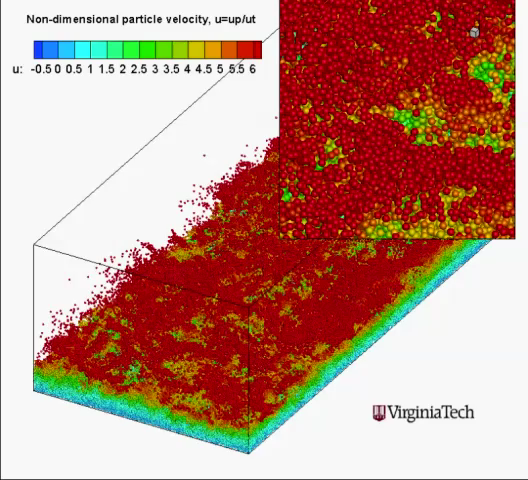 Non-dimensional particle velocity, u=up/ut
u: -0.5 0 0.5 1 1.5 2 2.5 3 3.5 4 4.5 5 5.5 6
VirginiaTech